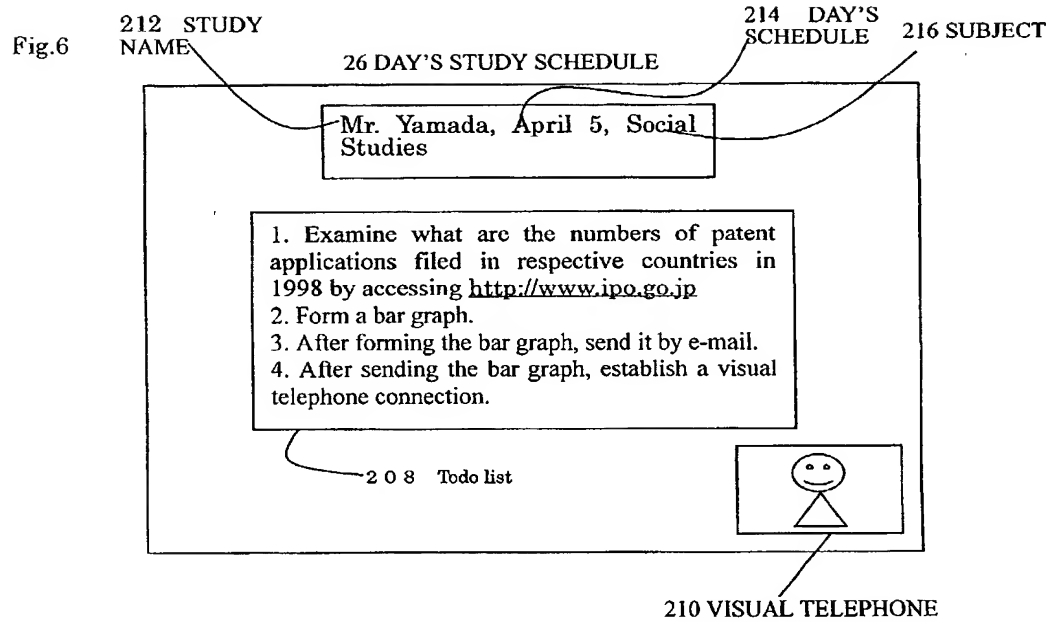 Fig.6
212 STUDY
NAME
214 DAY'S
SCHEDULE
216 SUBJECT
26 DAY'S STUDY SCHEDULE
Mr. Yamada, April 5, Social
Studies
1. Examine what are the numbers of patent
applications filed in respective countries in
1998 by accessing http://www.ipo.go.jp
2. Form a bar graph.
3. After forming the bar graph, send it by e-mail.
4. After sending the bar graph, establish a visual
telephone connection.
208 Todo list
210 VISUAL TELEPHONE